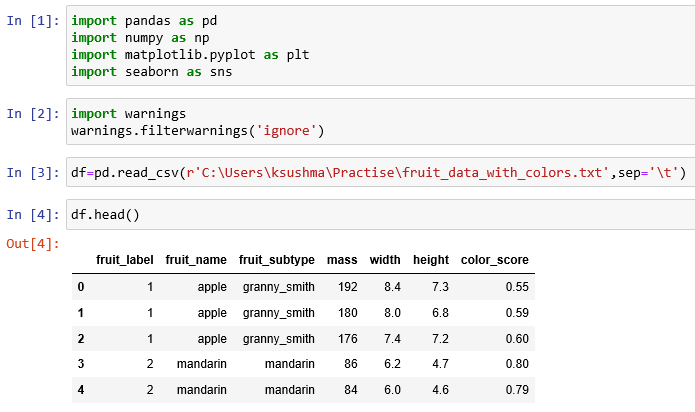 In [1]: import pandas as pd
import numpy as np
import matplotlib.pyplot as plt
import seaborn as sns
In [2]: import warnings
warnings.filterwarnings('ignore')
In [3]: df=pd.read_csv(r'C:\Users\ksushma\Practise\fruit_data_with_colors.txt',sep='\t')
In [4]: df.head()
Out[4]:
fruit_label fruit_name fruit_subtype mass width height color_score
0 1 apple granny_smith 192 8.4 7.3 0.55
1 1 apple granny_smith 180 8.0 6.8 0.59
2 1 apple granny_smith 176 7.4 7.2 0.60
3 2 mandarin mandarin 86 6.2 4.7 0.80
4 2 mandarin mandarin 84 6.0 4.6 0.79